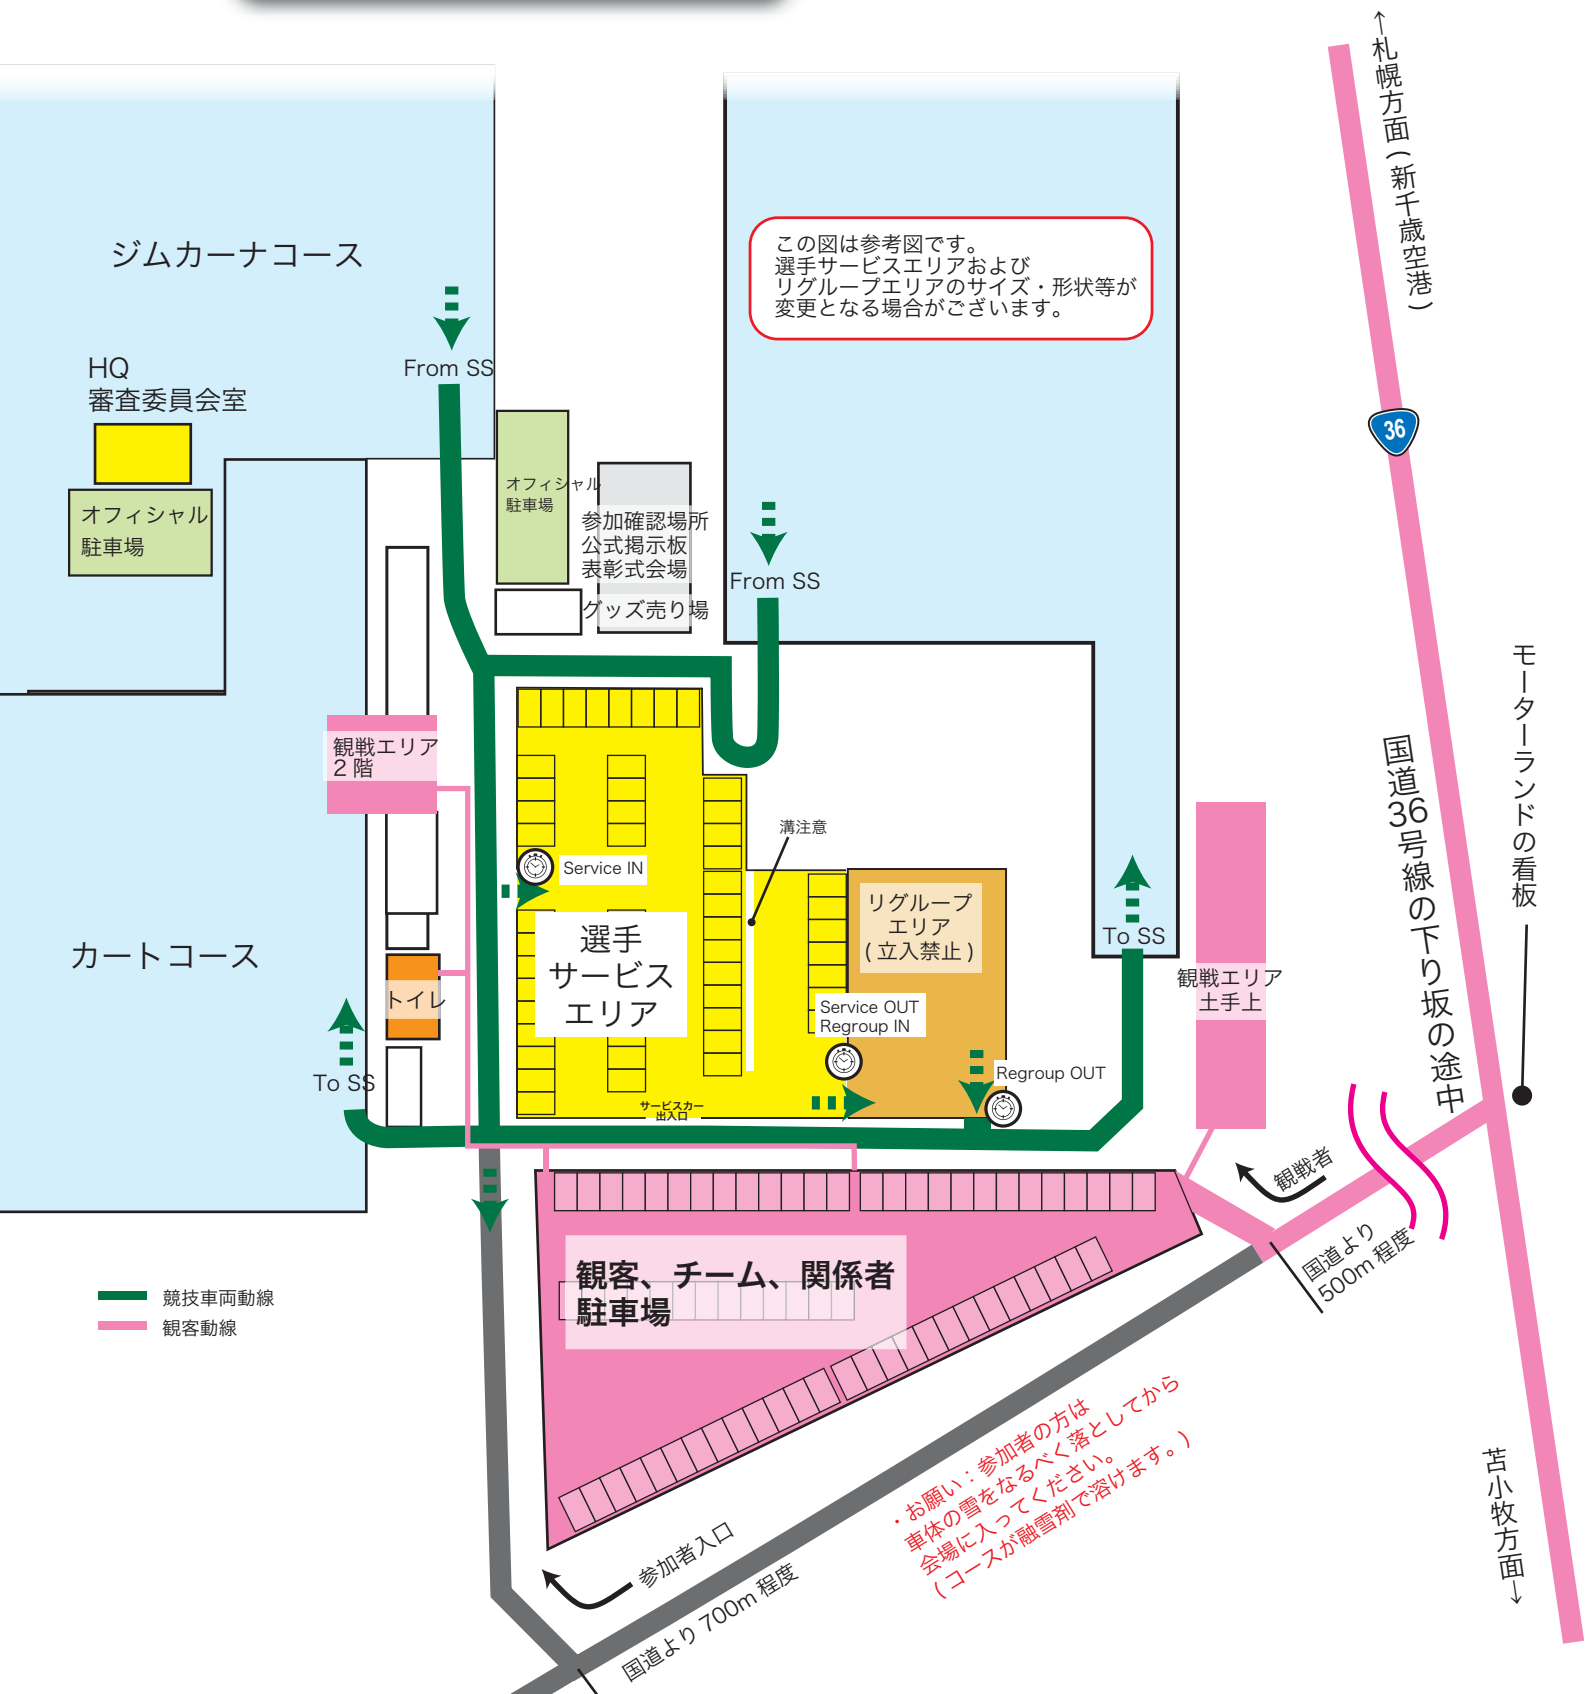 ←札幌方面(新千歳空港)
ジムカーナコース
この図は参考図です。
選手サービスエリアおよび
リグループエリアのサイズ・形状等が
変更となる場合がございます。
From SS
HQ
審査委員会室
36
オフィシャル
駐車場
オフィシャル
駐車場
参加確認場所
公式掲示板
表彰式会場
グッズ売り場
From SS
モーターランドの看板
国道36号線の下り坂の途中
観戦エリア
2階
溝注意
Service IN
リグループ
エリア
(立入禁止)
選手
サービス
エリア
To SS
カートコース
観戦エリア
土手上
トイレ
Service OUT
Regroup IN
Regroup OUT
To SS
サービスカー
出入口
観戦者
国道より
500m 程度
観客、チーム、関係者
駐車場
競技車両動線
観客動線
・お願い：参加者の方は
車体の雪をなるべく落としてから
会場に入ってください。
(コースが融雪剤で溶けます。)
苫小牧方面→
参加者入口
国道より 700m 程度